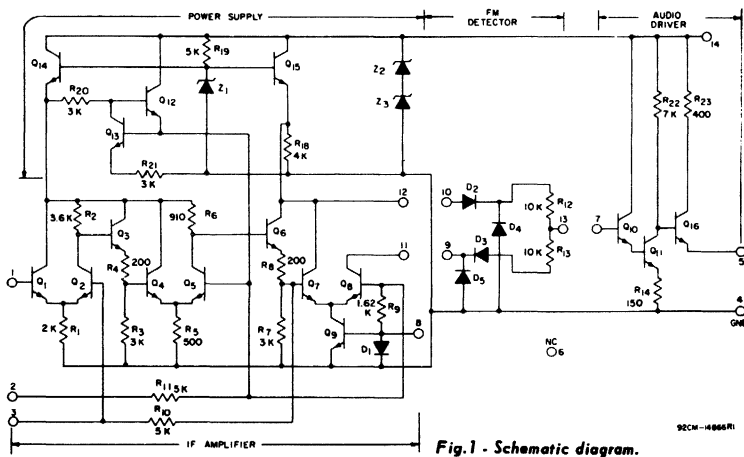 POWER SUPPLY
FM
DETECTOR
AUDIO
DRIVER
14
Q14
5K R19
Q15
Z1
Z2
Z3
R20
3K
Q12
Q13
R21
3K
R18
4K
R22
7K
R23
400
12
11
10 D2
R12
10K
13
D4
9 D3
10K
R13
D5
7
Q10
Q11
Q16
5
R14
150
4
GND
NC
6
3.6K R2
Q3
910 R6
Q6
R4 200
R8 200
1
Q1
Q2
Q4
Q5
Q7
Q8
1.62
K R9
8
Q9
D1
2K R1
R3
3K
R5
500
R7
3K
2
R11 5K
3
R10
5K
IF AMPLIFIER
92CM-14866R1
Fig.1 - Schematic diagram.